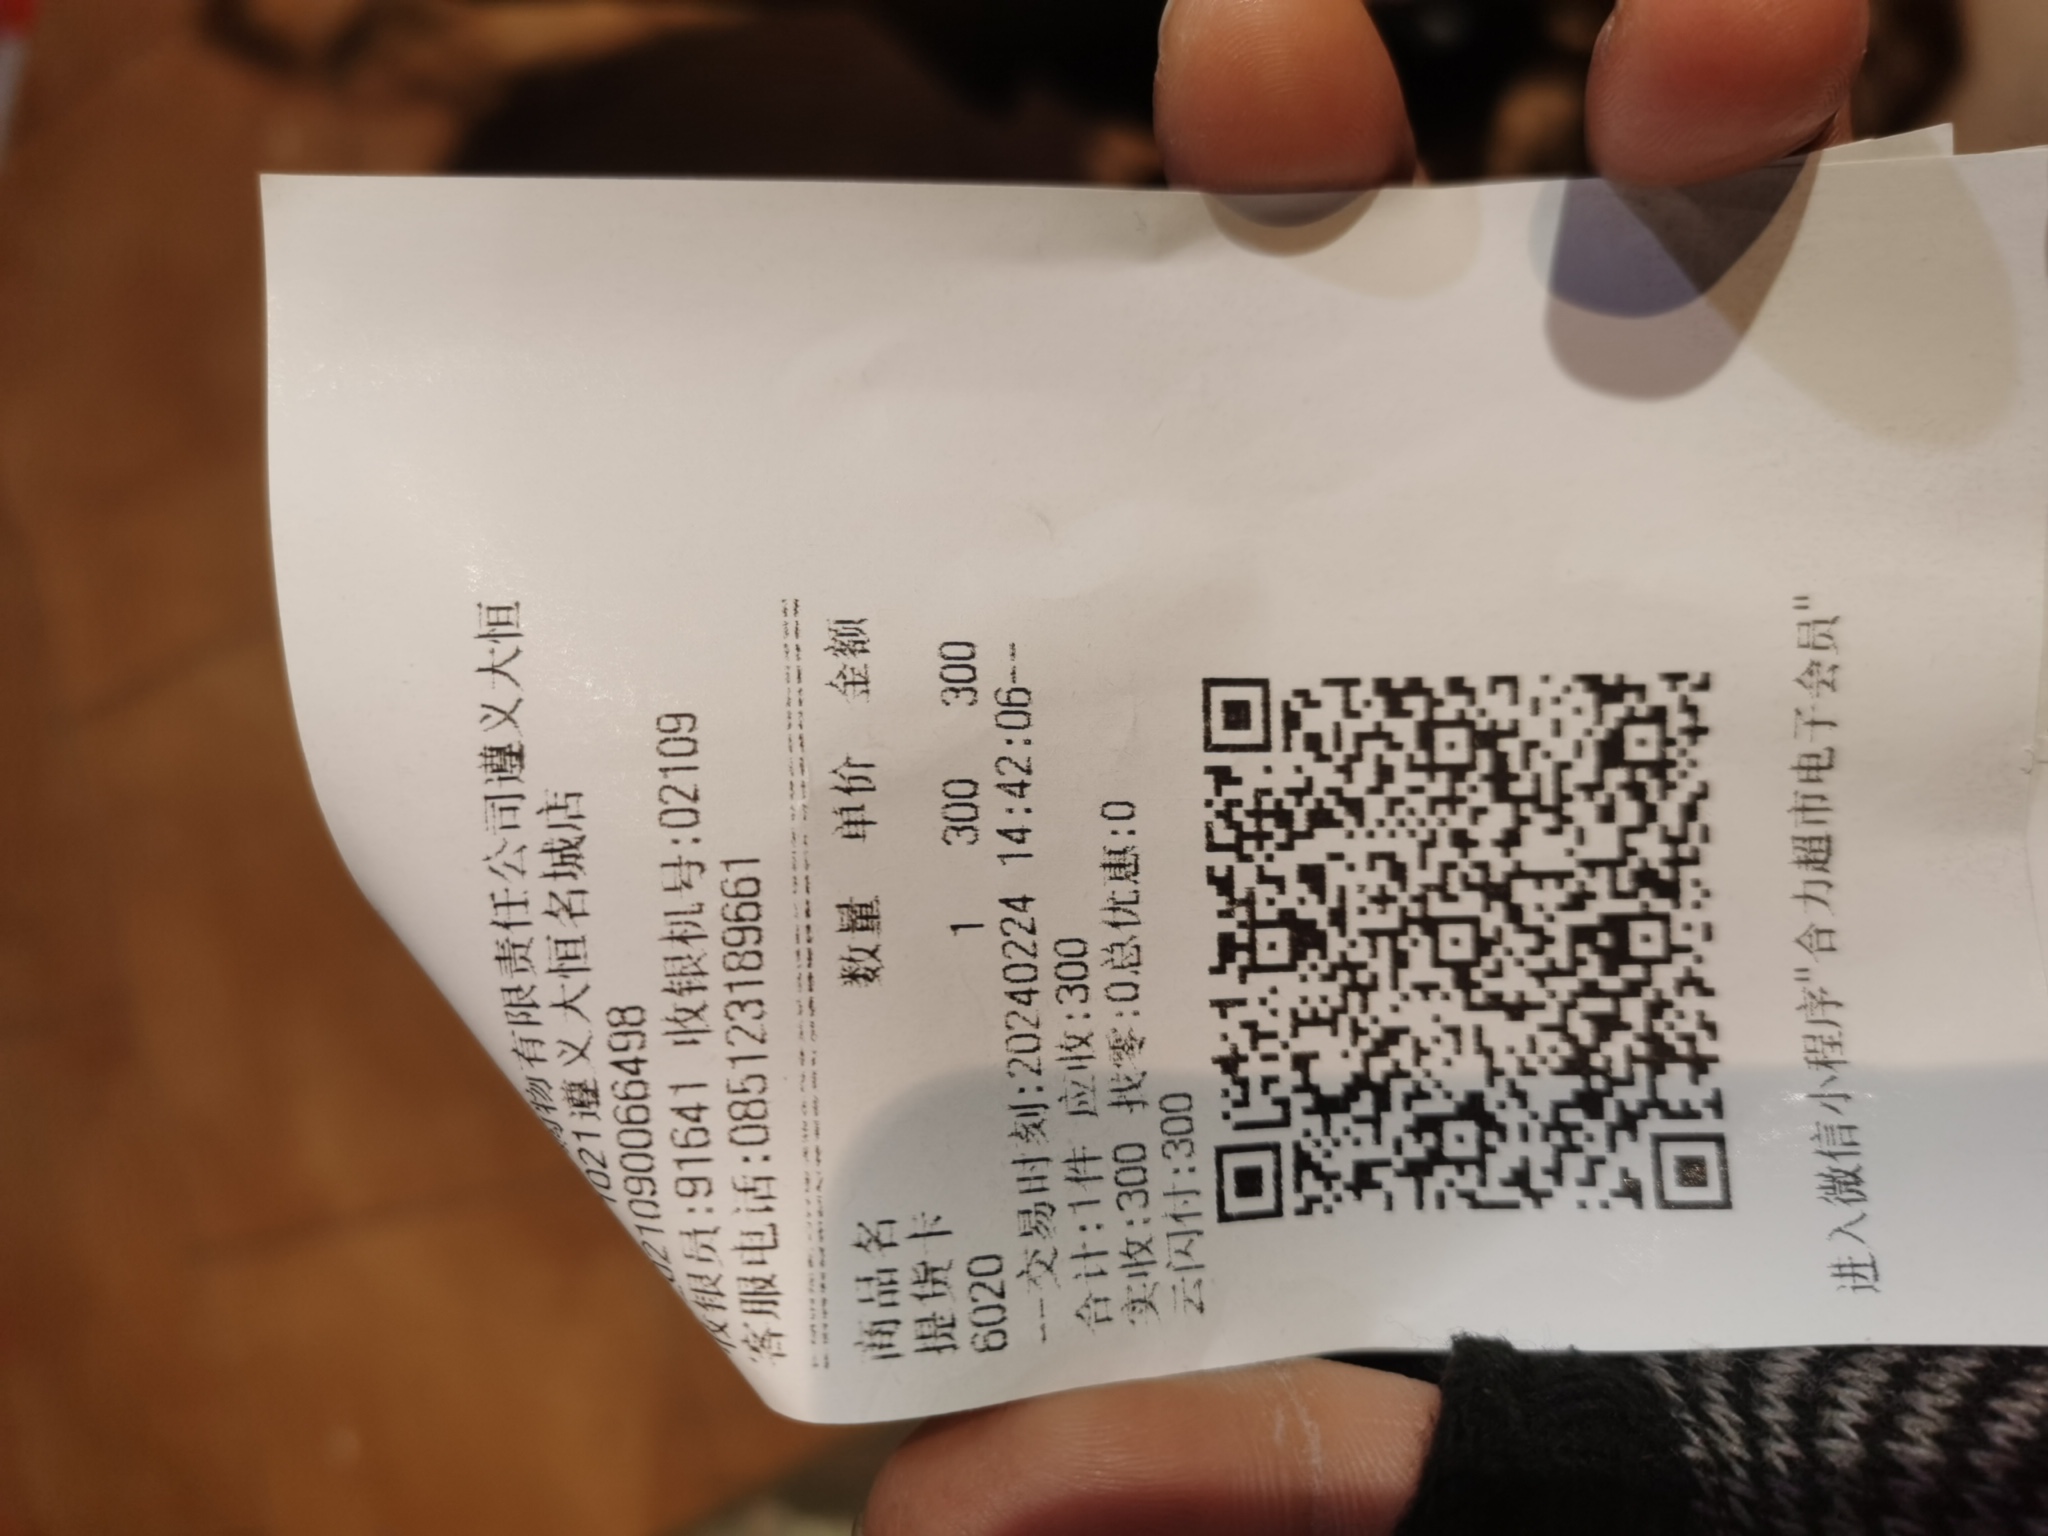 物有限责任公司遵义大恒
1021遵义大恒名城店
021090066498
收银员:91641 收银机号:02109
客服电话:085123189661
商品名 数量 单价 金额
提货卡
6020 1 300 300
---交易时刻:20240224 14:42:06---
合计:1件 应收:300
实收:300 找零:0总优惠:0
云闪付:300
进入微信小程序"合力超市电子会员"